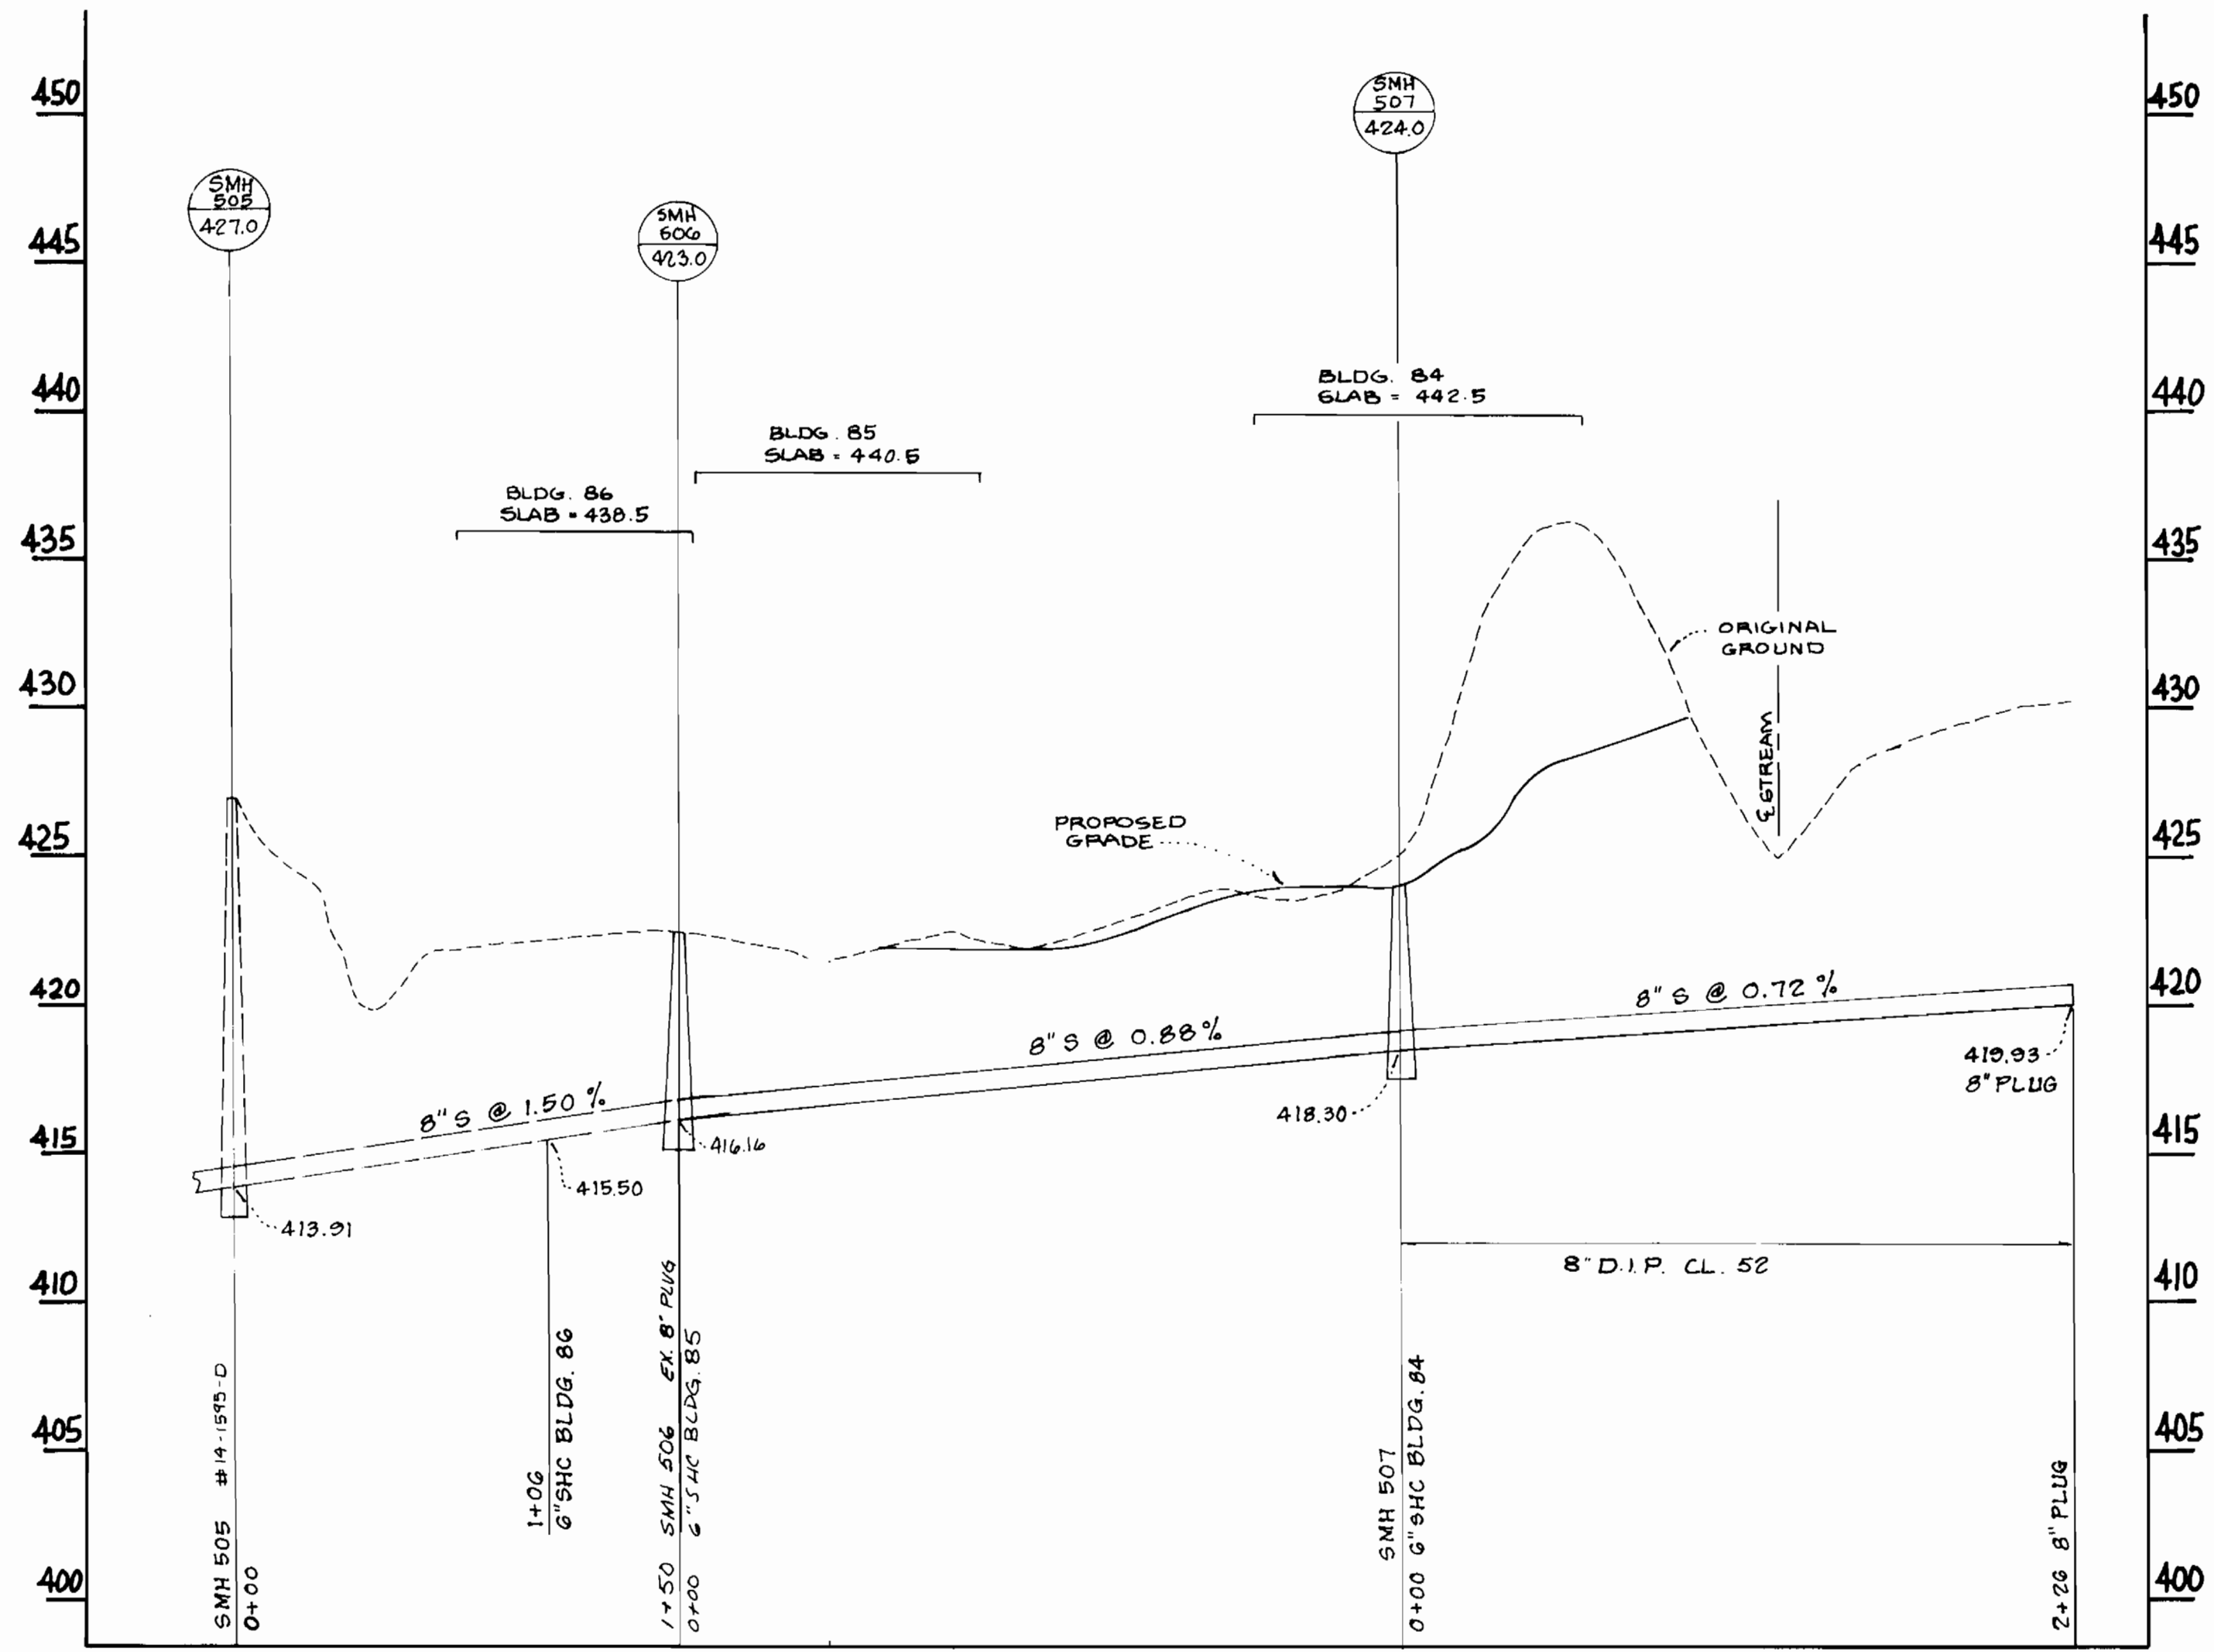 450
445
440
435
430
425
420
415
410
405
400
SMH
505
427.0
SMH
506
423.0
SMH
507
424.0
BLDG. 86
SLAB = 438.5
BLDG. 85
SLAB = 440.5
BLDG. 84
SLAB = 442.5
ORIGINAL
GROUND
℄ STREAM
PROPOSED
GRADE
8" S @ 1.50 %
8" S @ 0.88 %
8" S @ 0.72 %
413.91
415.50
416.16
418.30
419.93
8" PLUG
8" D.I.P. CL. 52
SMH 505 #14-1595-D
0+00
1+06
6" SHC BLDG. 86
1+50 SMH 506 EX. 8" PLUG
0+00 6" SHC BLDG. 85
SMH 507
0+00 6" SHC BLDG. 84
2+26 8" PLUG
450
445
440
435
430
425
420
415
410
405
400